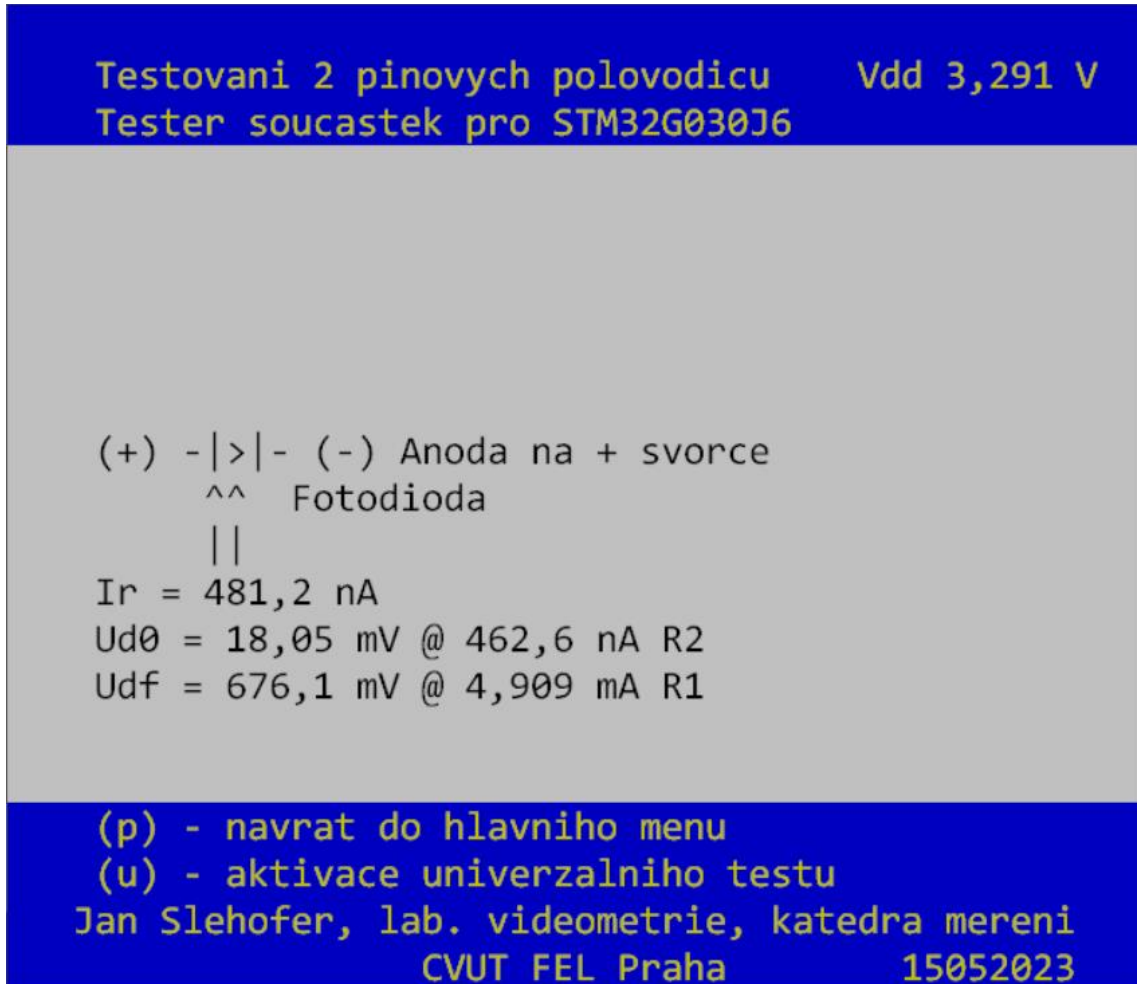 Testovani 2 pinovych polovodicu    Vdd 3,291 V
Tester soucastek pro STM32G030J6
(+) -|>|- (-) Anoda na + svorce
^^  Fotodioda
||
Ir = 481,2 nA
Ud0 = 18,05 mV @ 462,6 nA R2
Udf = 676,1 mV @ 4,909 mA R1
(p) - navrat do hlavniho menu
(u) - aktivace univerzalniho testu
Jan Slehofer, lab. videometrie, katedra mereni
CVUT FEL Praha        15052023